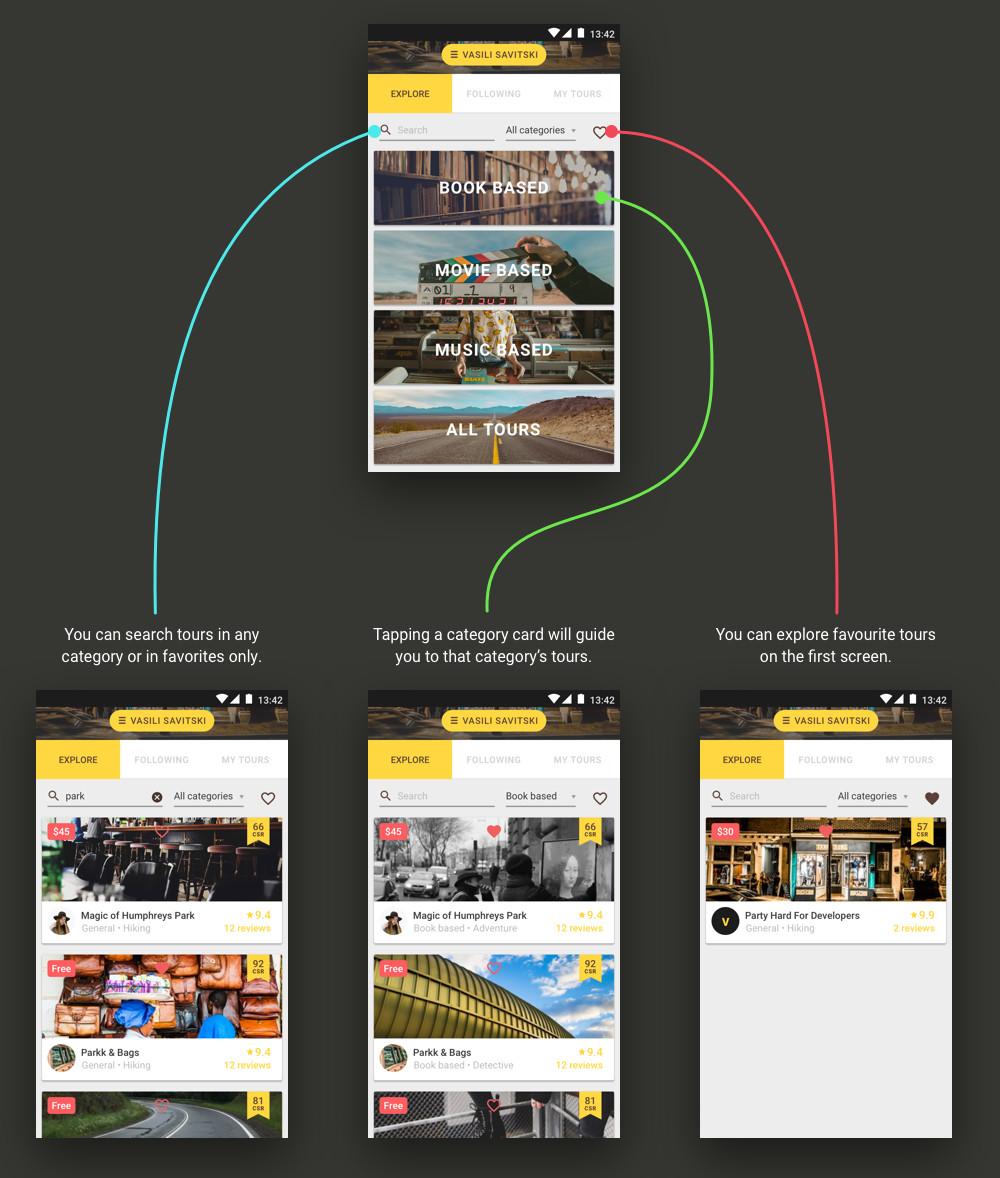 13:42
☰ VASILI SAVITSKI
EXPLORE FOLLOWING MY TOURS
Search All categories
BOOK BASED
MOVIE BASED
MUSIC BASED
ALL TOURS
You can search tours in any
category or in favorites only.
Tapping a category card will guide
you to that category's tours.
You can explore favourite tours
on the first screen.
13:42
☰ VASILI SAVITSKI
EXPLORE FOLLOWING MY TOURS
park All categories
$45 66
CSR
Magic of Humphreys Park ★9.4
General • Hiking 12 reviews
Free 92
CSR
Parkk & Bags ★9.4
General • Hiking 12 reviews
Free 81
CSR
13:42
☰ VASILI SAVITSKI
EXPLORE FOLLOWING MY TOURS
Search Book based
$45 66
CSR
Magic of Humphreys Park ★9.4
Book based • Adventure 12 reviews
Free 92
CSR
Parkk & Bags ★9.4
Book based • Detective 12 reviews
Free 81
CSR
13:42
☰ VASILI SAVITSKI
EXPLORE FOLLOWING MY TOURS
Search All categories
$30 57
CSR
V
Party Hard For Developers ★9.9
General • Hiking 2 reviews